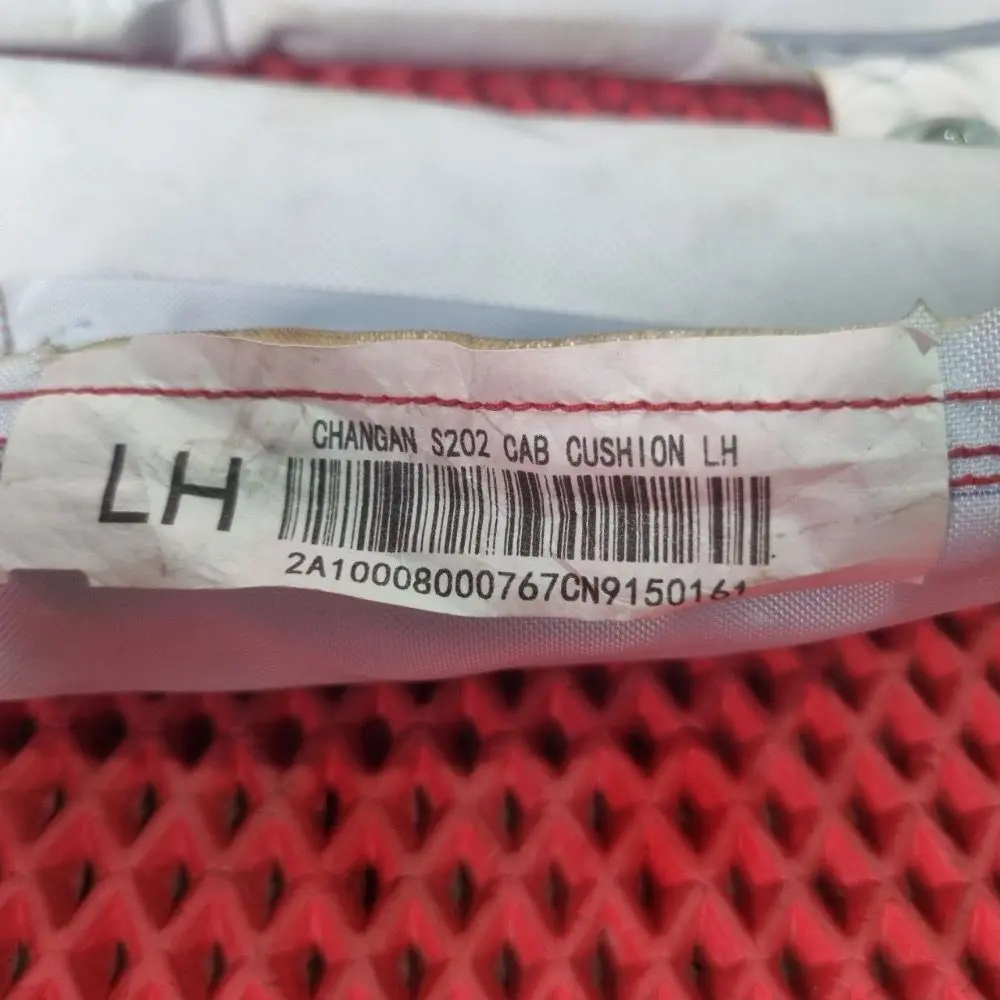 CHANGAN S202 CAB CUSHION LH
LH
2A10008000767CN9150161